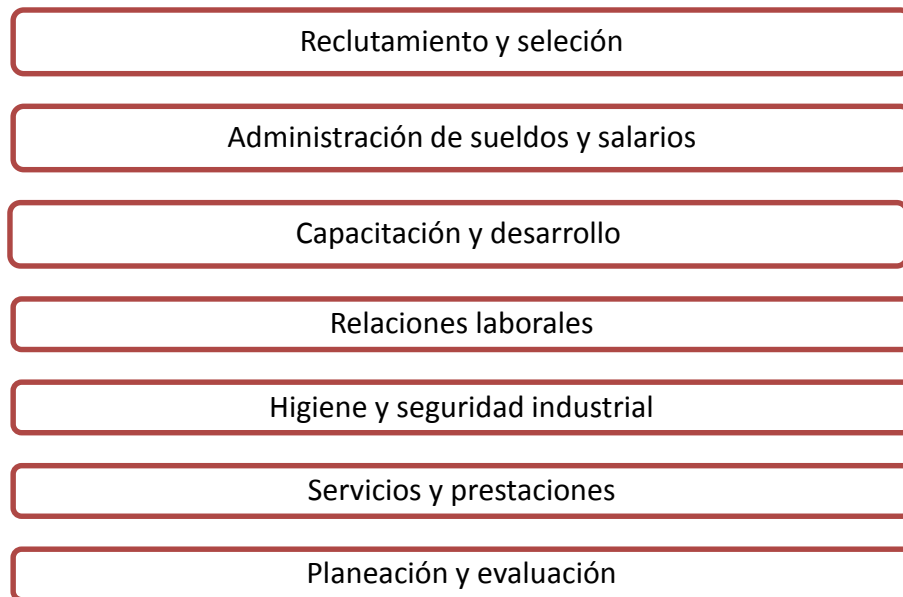 Reclutamiento y seleción
Administración de sueldos y salarios
Capacitación y desarrollo
Relaciones laborales
Higiene y seguridad industrial
Servicios y prestaciones
Planeación y evaluación